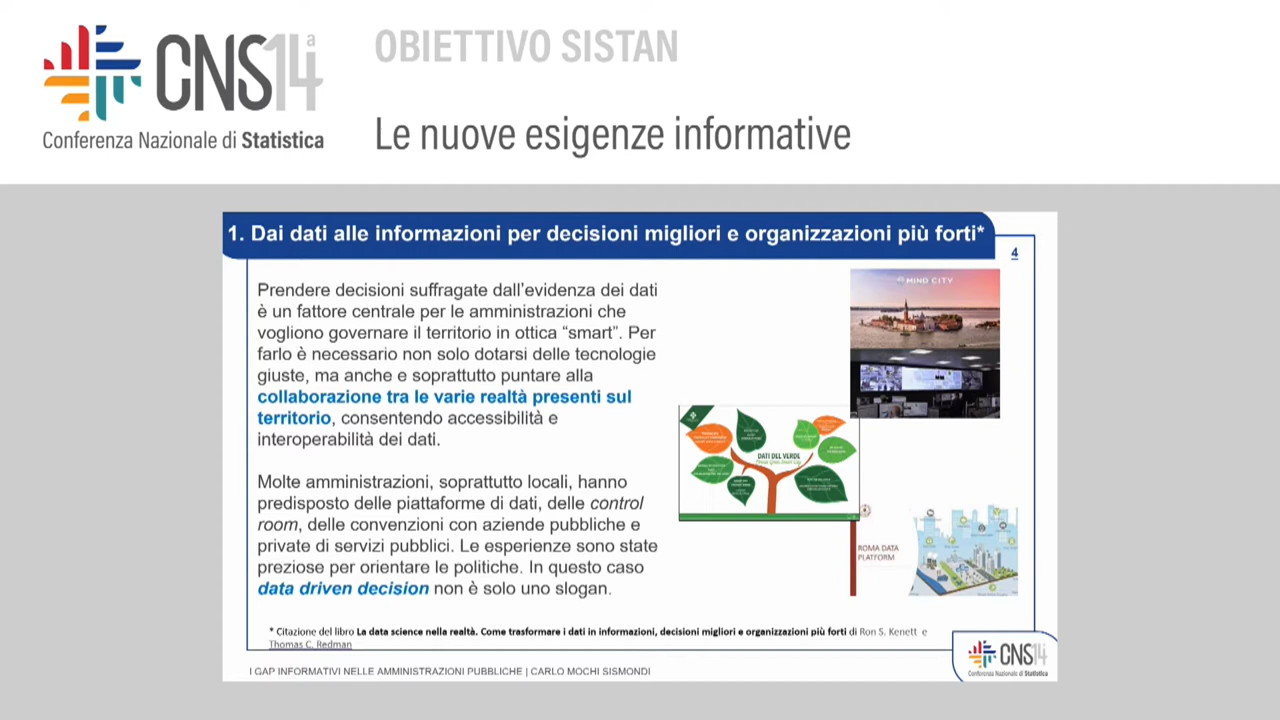 CNS14ª
Conferenza Nazionale di Statistica
OBIETTIVO SISTAN
Le nuove esigenze informative
1. Dai dati alle informazioni per decisioni migliori e organizzazioni più forti*
4
Prendere decisioni suffragate dall'evidenza dei dati
è un fattore centrale per le amministrazioni che
vogliono governare il territorio in ottica “smart”. Per
farlo è necessario non solo dotarsi delle tecnologie
giuste, ma anche e soprattutto puntare alla
collaborazione tra le varie realtà presenti sul
territorio, consentendo accessibilità e
interoperabilità dei dati.
Molte amministrazioni, soprattutto locali, hanno
predisposto delle piattaforme di dati, delle control
room, delle convenzioni con aziende pubbliche e
private di servizi pubblici. Le esperienze sono state
preziose per orientare le politiche. In questo caso
data driven decision non è solo uno slogan.
MIND CITY
DATI DEL VERDE
ROMA DATA
PLATFORM
* Citazione del libro La data science nella realtà. Come trasformare i dati in informazioni, decisioni migliori e organizzazioni più forti di Ron S. Kenett e
Thomas C. Redman
I GAP INFORMATIVI NELLE AMMINISTRAZIONI PUBBLICHE | CARLO MOCHI SISMONDI
CNS14
Conferenza Nazionale di Statistica